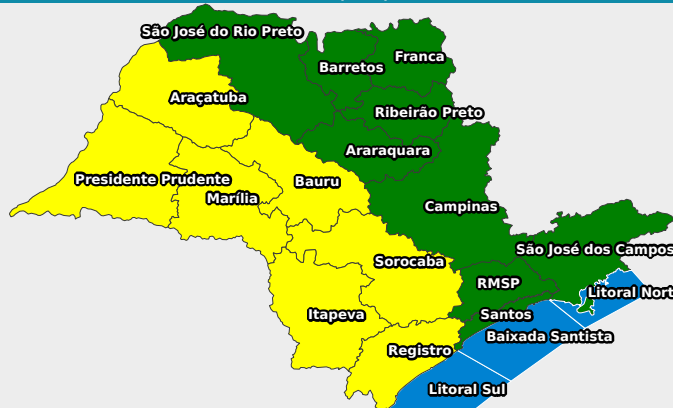 São José do Rio Preto
Franca
Barretos
Araçatuba
Ribeirão Preto
Araraquara
Presidente Prudente
Bauru
Marília
Campinas
São José dos Campos
Sorocaba
RMSP
Litoral Nort
Itapeva
Santos
Baixada Santista
Registro
Litoral Sul